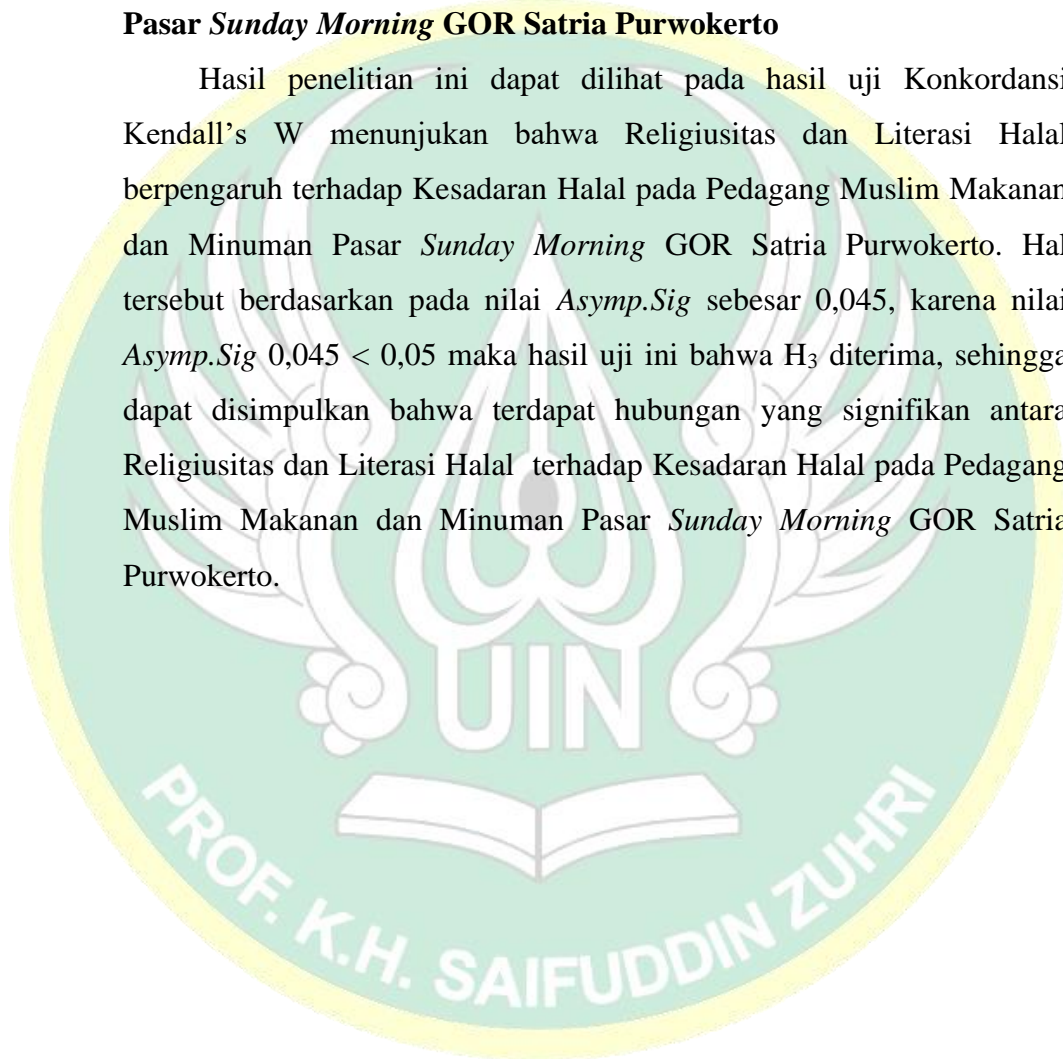 Pasar Sunday Morning GOR Satria Purwokerto
Hasil penelitian ini dapat dilihat pada hasil uji Konkordansi
Kendall’s W menunjukan bahwa Religiusitas dan Literasi Halal
berpengaruh terhadap Kesadaran Halal pada Pedagang Muslim Makanan
dan Minuman Pasar Sunday Morning GOR Satria Purwokerto. Hal
tersebut berdasarkan pada nilai Asymp.Sig sebesar 0,045, karena nilai
Asymp.Sig 0,045 < 0,05 maka hasil uji ini bahwa H3 diterima, sehingga
dapat disimpulkan bahwa terdapat hubungan yang signifikan antara
Religiusitas dan Literasi Halal terhadap Kesadaran Halal pada Pedagang
Muslim Makanan dan Minuman Pasar Sunday Morning GOR Satria
Purwokerto.
UIN
PROF. K.H. SAIFUDDIN ZUHRI